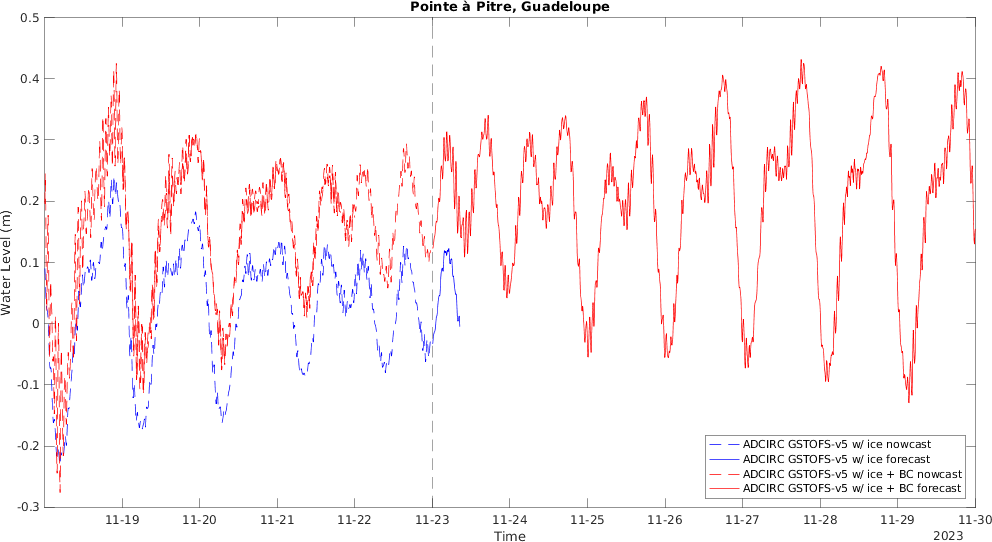 Pointe à Pitre, Guadeloupe
0.5
0.4
0.3
0.2
0.1
0
-0.1
-0.2
-0.3
Water Level (m)
ADCIRC GSTOFS-v5 w/ ice nowcast
ADCIRC GSTOFS-v5 w/ ice forecast
ADCIRC GSTOFS-v5 w/ ice + BC nowcast
ADCIRC GSTOFS-v5 w/ ice + BC forecast
11-19 11-20 11-21 11-22 11-23 11-24 11-25 11-26 11-27 11-28 11-29 11-30
Time
2023